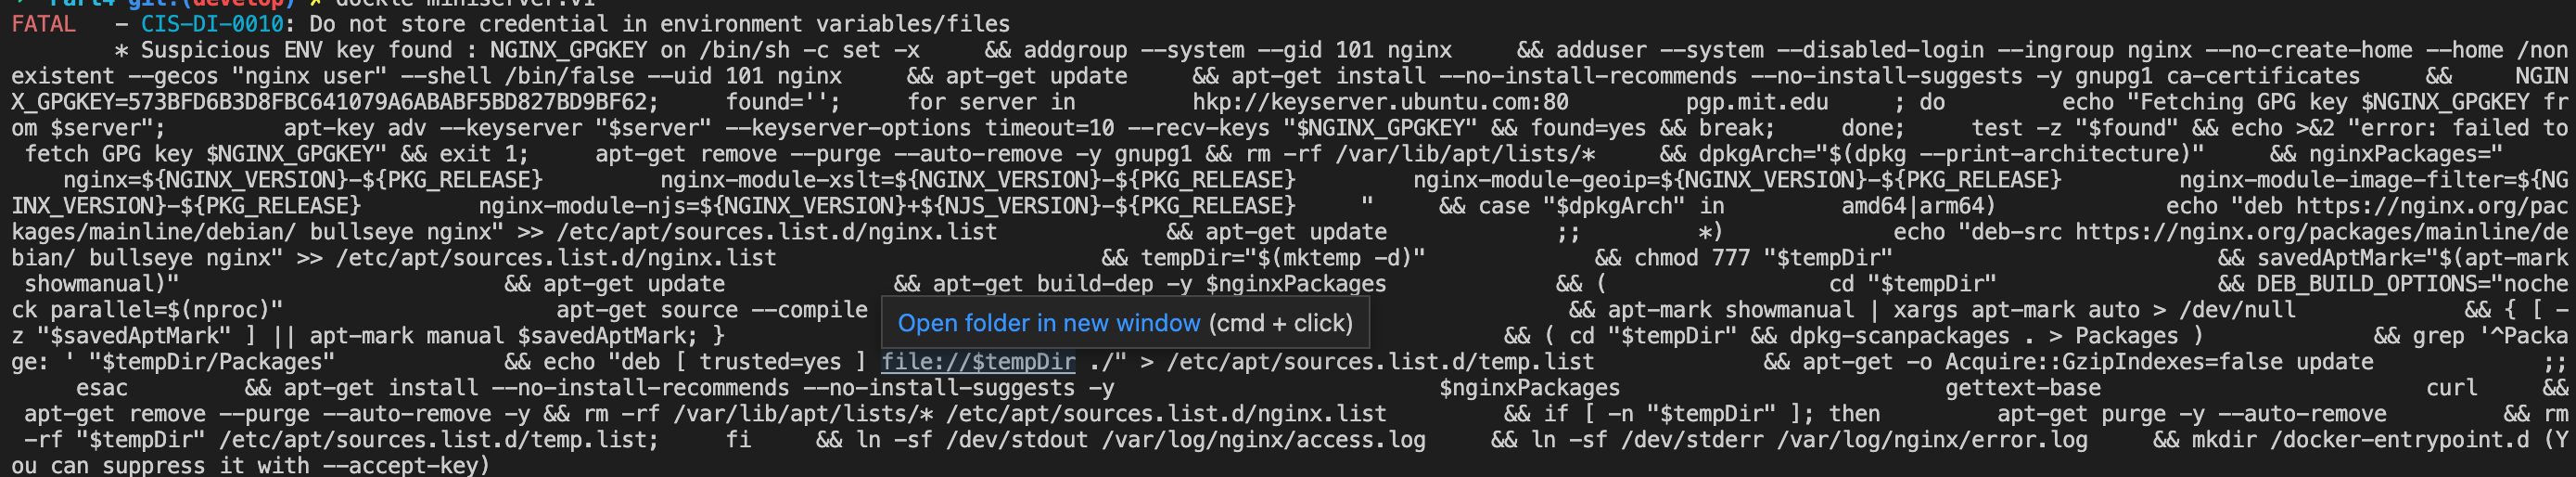 FATAL   - CIS-DI-0010: Do not store credential in environment variables/files
        * Suspicious ENV key found : NGINX_GPGKEY on /bin/sh -c set -x     && addgroup --system --gid 101 nginx     && adduser --system --disabled-login --ingroup nginx --no-create-home --home /non
existent --gecos "nginx user" --shell /bin/false --uid 101 nginx     && apt-get update     && apt-get install --no-install-recommends --no-install-suggests -y gnupg1 ca-certificates     &&     NGIN
X_GPGKEY=573BFD6B3D8FBC641079A6ABABF5BD827BD9BF62;     found='';     for server in         hkp://keyserver.ubuntu.com:80         pgp.mit.edu     ; do         echo "Fetching GPG key $NGINX_GPGKEY fr
om $server";         apt-key adv --keyserver "$server" --keyserver-options timeout=10 --recv-keys "$NGINX_GPGKEY" && found=yes && break;     done;     test -z "$found" && echo >&2 "error: failed to
 fetch GPG key $NGINX_GPGKEY" && exit 1;     apt-get remove --purge --auto-remove -y gnupg1 && rm -rf /var/lib/apt/lists/*     && dpkgArch="$(dpkg --print-architecture)"     && nginxPackages="
    nginx=${NGINX_VERSION}-${PKG_RELEASE}         nginx-module-xslt=${NGINX_VERSION}-${PKG_RELEASE}         nginx-module-geoip=${NGINX_VERSION}-${PKG_RELEASE}         nginx-module-image-filter=${NG
INX_VERSION}-${PKG_RELEASE}         nginx-module-njs=${NGINX_VERSION}+${NJS_VERSION}-${PKG_RELEASE}     "     && case "$dpkgArch" in         amd64|arm64)             echo "deb https://nginx.org/pac
kages/mainline/debian/ bullseye nginx" >> /etc/apt/sources.list.d/nginx.list             && apt-get update             ;;         *)             echo "deb-src https://nginx.org/packages/mainline/de
bian/ bullseye nginx" >> /etc/apt/sources.list.d/nginx.list                         && tempDir="$(mktemp -d)"             && chmod 777 "$tempDir"                         && savedAptMark="$(apt-mark
 showmanual)"                         && apt-get update             && apt-get build-dep -y $nginxPackages             && (                 cd "$tempDir"                 && DEB_BUILD_OPTIONS="noche
ck parallel=$(nproc)"                     apt-get source --compile                         && apt-mark showmanual | xargs apt-mark auto > /dev/null             && { [ -
Open folder in new window (cmd + click)
z "$savedAptMark" ] || apt-mark manual $savedAptMark; }                         && ( cd "$tempDir" && dpkg-scanpackages . > Packages )             && grep '^Packa
ge: ' "$tempDir/Packages"             && echo "deb [ trusted=yes ] file://$tempDir ./" > /etc/apt/sources.list.d/temp.list             && apt-get -o Acquire::GzipIndexes=false update             ;;
     esac         && apt-get install --no-install-recommends --no-install-suggests -y                         $nginxPackages                         gettext-base                         curl     &&
 apt-get remove --purge --auto-remove -y && rm -rf /var/lib/apt/lists/* /etc/apt/sources.list.d/nginx.list         && if [ -n "$tempDir" ]; then         apt-get purge -y --auto-remove         && rm
 -rf "$tempDir" /etc/apt/sources.list.d/temp.list;     fi     && ln -sf /dev/stdout /var/log/nginx/access.log     && ln -sf /dev/stderr /var/log/nginx/error.log     && mkdir /docker-entrypoint.d (Y
ou can suppress it with --accept-key)